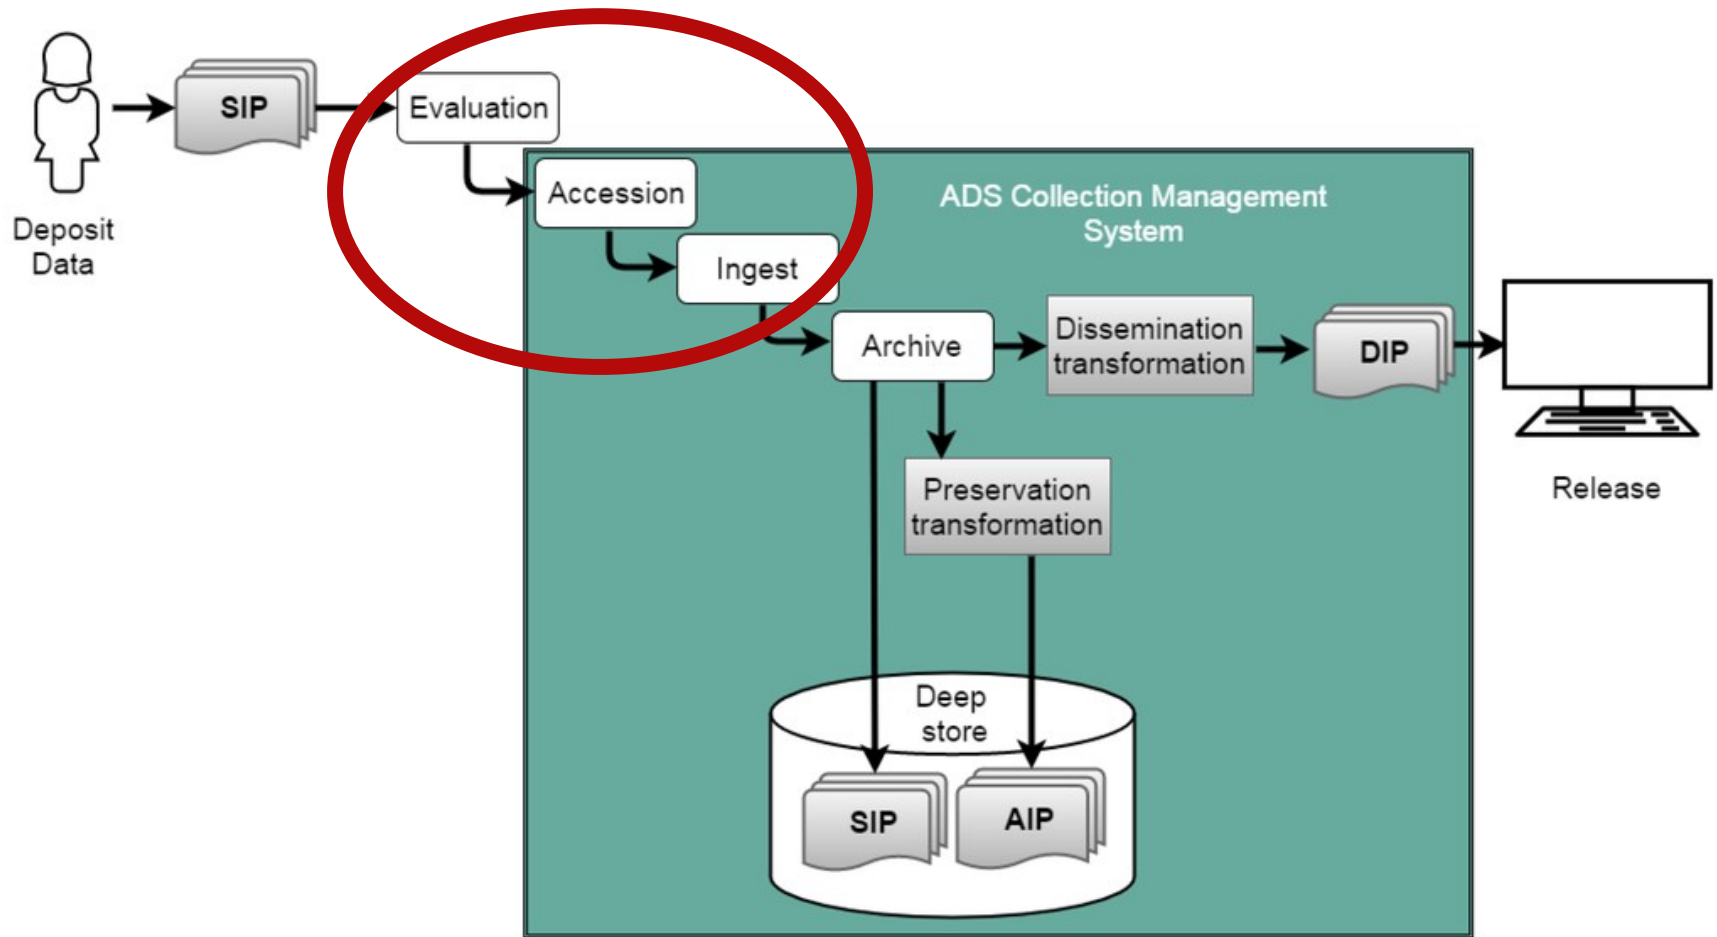 SIP
Evaluation
Deposit
Data
Accession
ADS Collection Management
System
Ingest
Archive
Dissemination
transformation
DIP
Release
Preservation
transformation
Deep
store
SIP
AIP